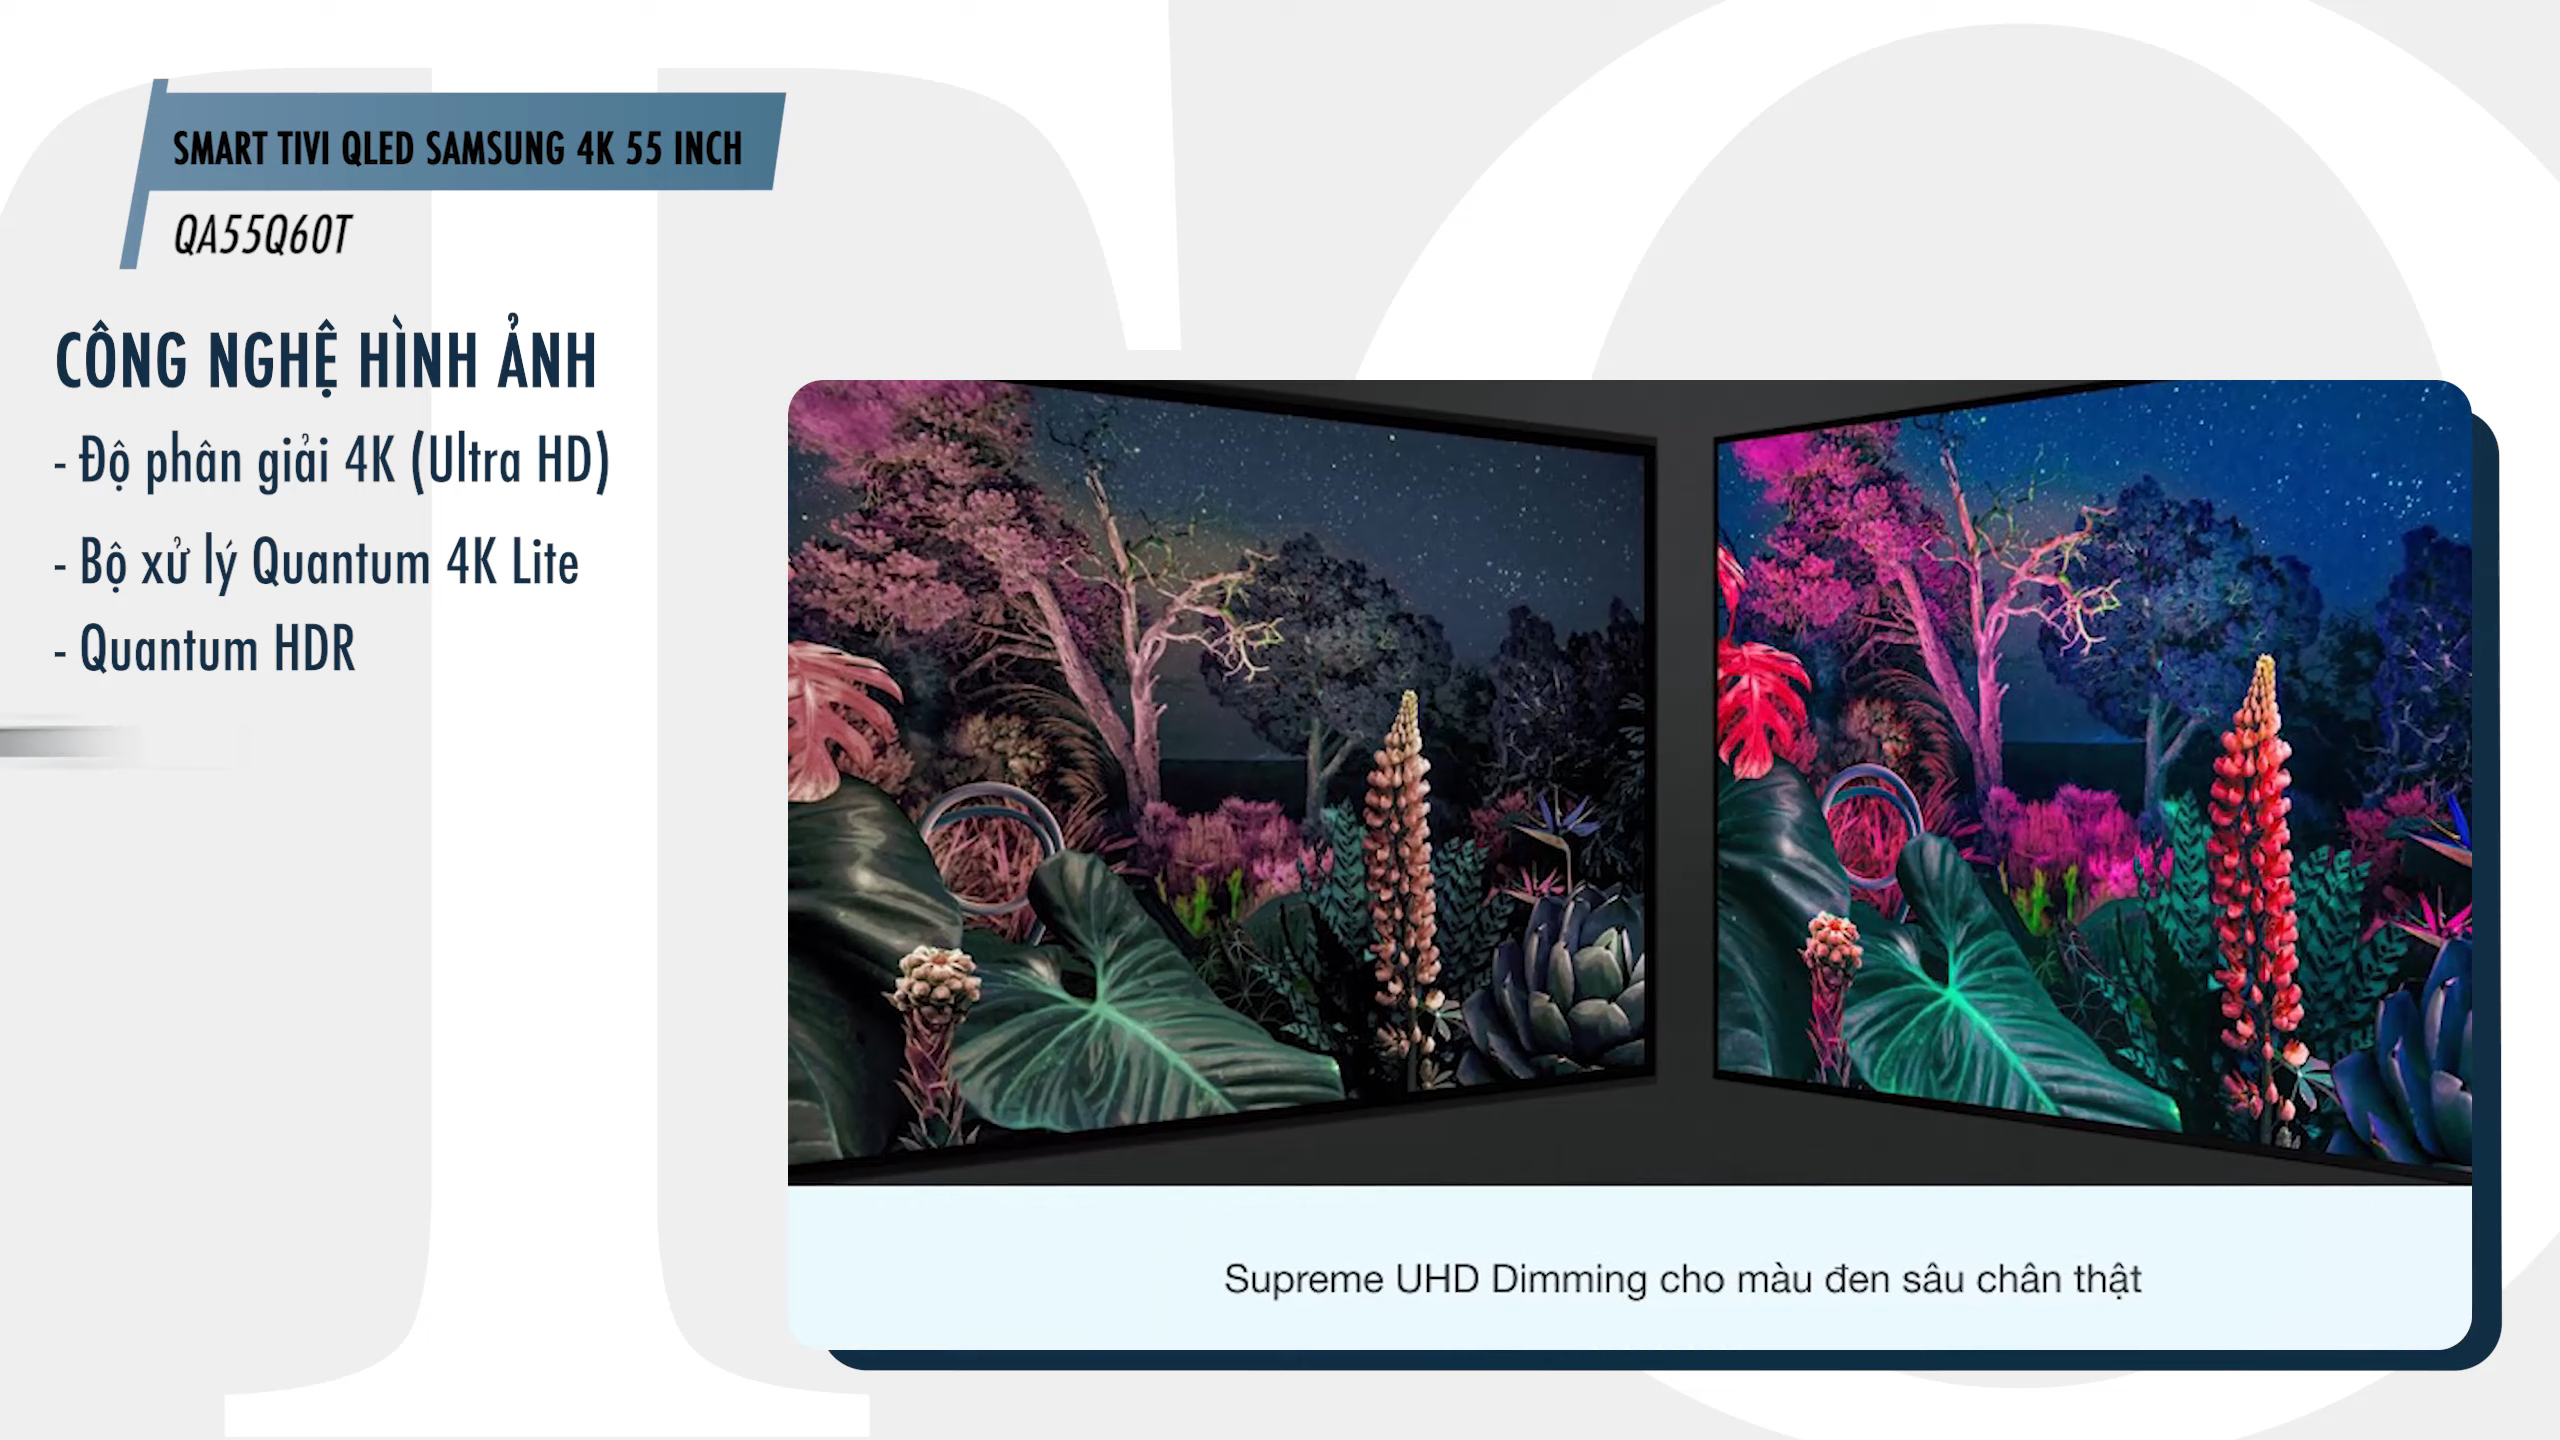 SMART TIVI QLED SAMSUNG 4K 55 INCH
QA55Q60T
CÔNG NGHỆ HÌNH ẢNH
- Độ phân giải 4K (Ultra HD)
- Bộ xử lý Quantum 4K Lite
- Quantum HDR
Supreme UHD Dimming cho màu đen sâu chân thật